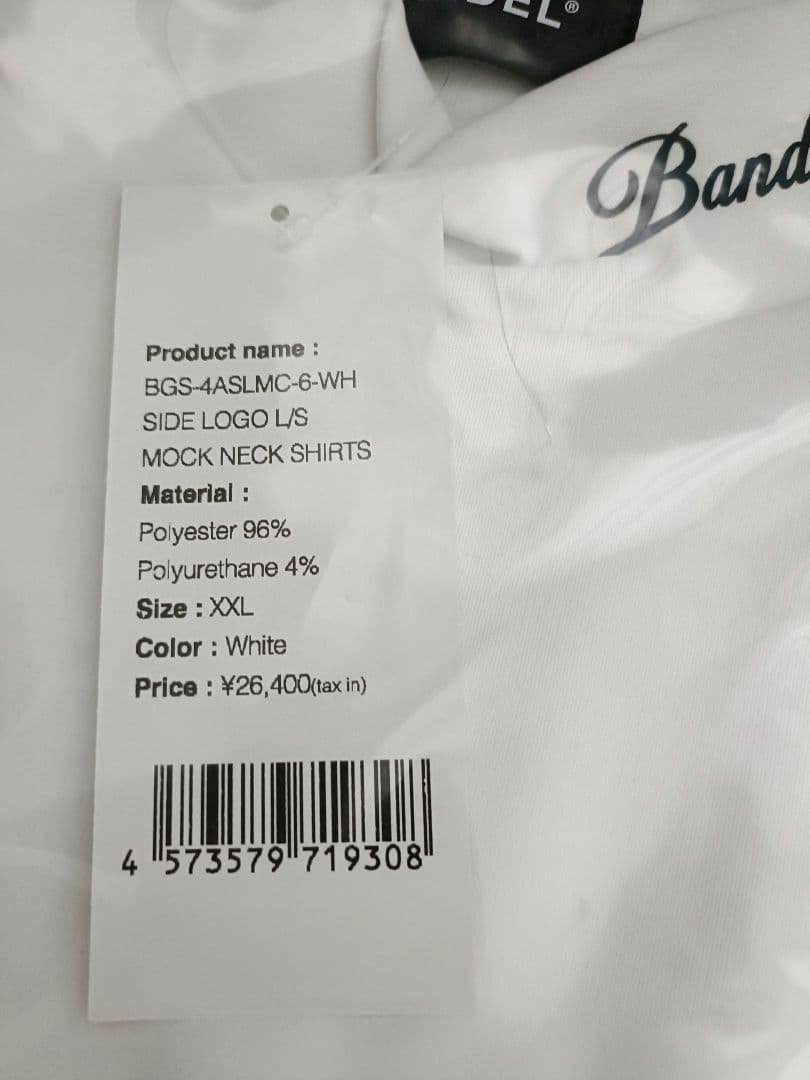 DEL®
Band
Product name :
BGS-4ASLMC-6-WH
SIDE LOGO L/S
MOCK NECK SHIRTS
Material :
Polyester 96%
Polyurethane 4%
Size : XXL
Color : White
Price : ¥26,400(tax in)
4 573579 719308